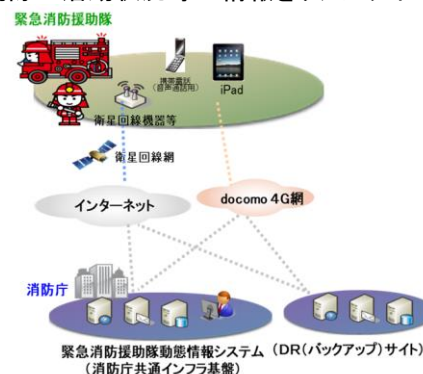 緊急消防援助隊
携帯電話
(音声通話用)
iPad
衛星回線機器等
衛星回線網
インターネット
docomo 4G網
消防庁
緊急消防援助隊動態情報システム
(消防庁共通インフラ基盤)
(DR(バックアップ)サイト)